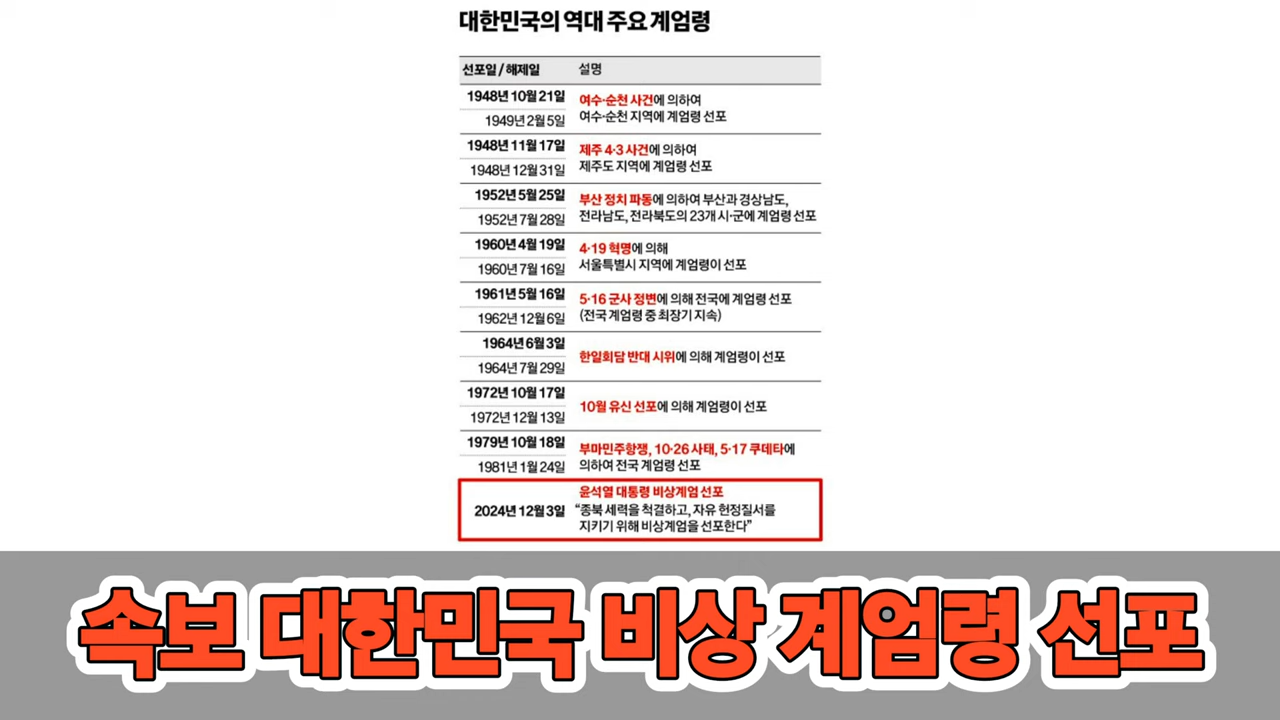 대한민국의 역대 주요 계엄령
선포일 / 해제일 설명
1948년 10월 21일
1949년 2월 5일
여수·순천 사건에 의하여
여수·순천 지역에 계엄령 선포
1948년 11월 17일
1948년 12월 31일
제주 4·3 사건에 의하여
제주도 지역에 계엄령 선포
1952년 5월 25일
1952년 7월 28일
부산 정치 파동에 의하여 부산과 경상남도,
전라남도, 전라북도의 23개 시·군에 계엄령 선포
1960년 4월 19일
1960년 7월 16일
4·19 혁명에 의해
서울특별시 지역에 계엄령이 선포
1961년 5월 16일
1962년 12월 6일
5·16 군사 정변에 의해 전국에 계엄령 선포
(전국 계엄령 중 최장기 지속)
1964년 6월 3일
1964년 7월 29일
한일회담 반대 시위에 의해 계엄령이 선포
1972년 10월 17일
1972년 12월 13일
10월 유신 선포에 의해 계엄령이 선포
1979년 10월 18일
1981년 1월 24일
부마민주항쟁, 10·26 사태, 5·17 쿠데타에
의하여 전국 계엄령 선포
2024년 12월 3일
윤석열 대통령 비상계엄 선포
“종북 세력을 척결하고, 자유 헌정질서를
지키기 위해 비상계엄을 선포한다”
속보 대한민국 비상 계엄령 선포